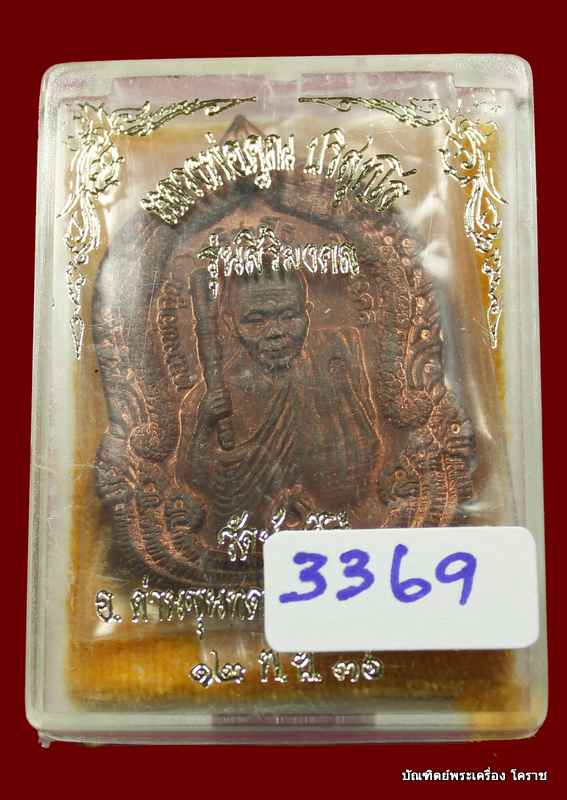 หลวงพ่อคูณ ปริสุทโธ
รุ่นสิริมงคล
3369
อ. ด่านขุนทด
๑๒ ก.ค. ๓๖
บัณฑิตย์พระเครื่อง โคราช